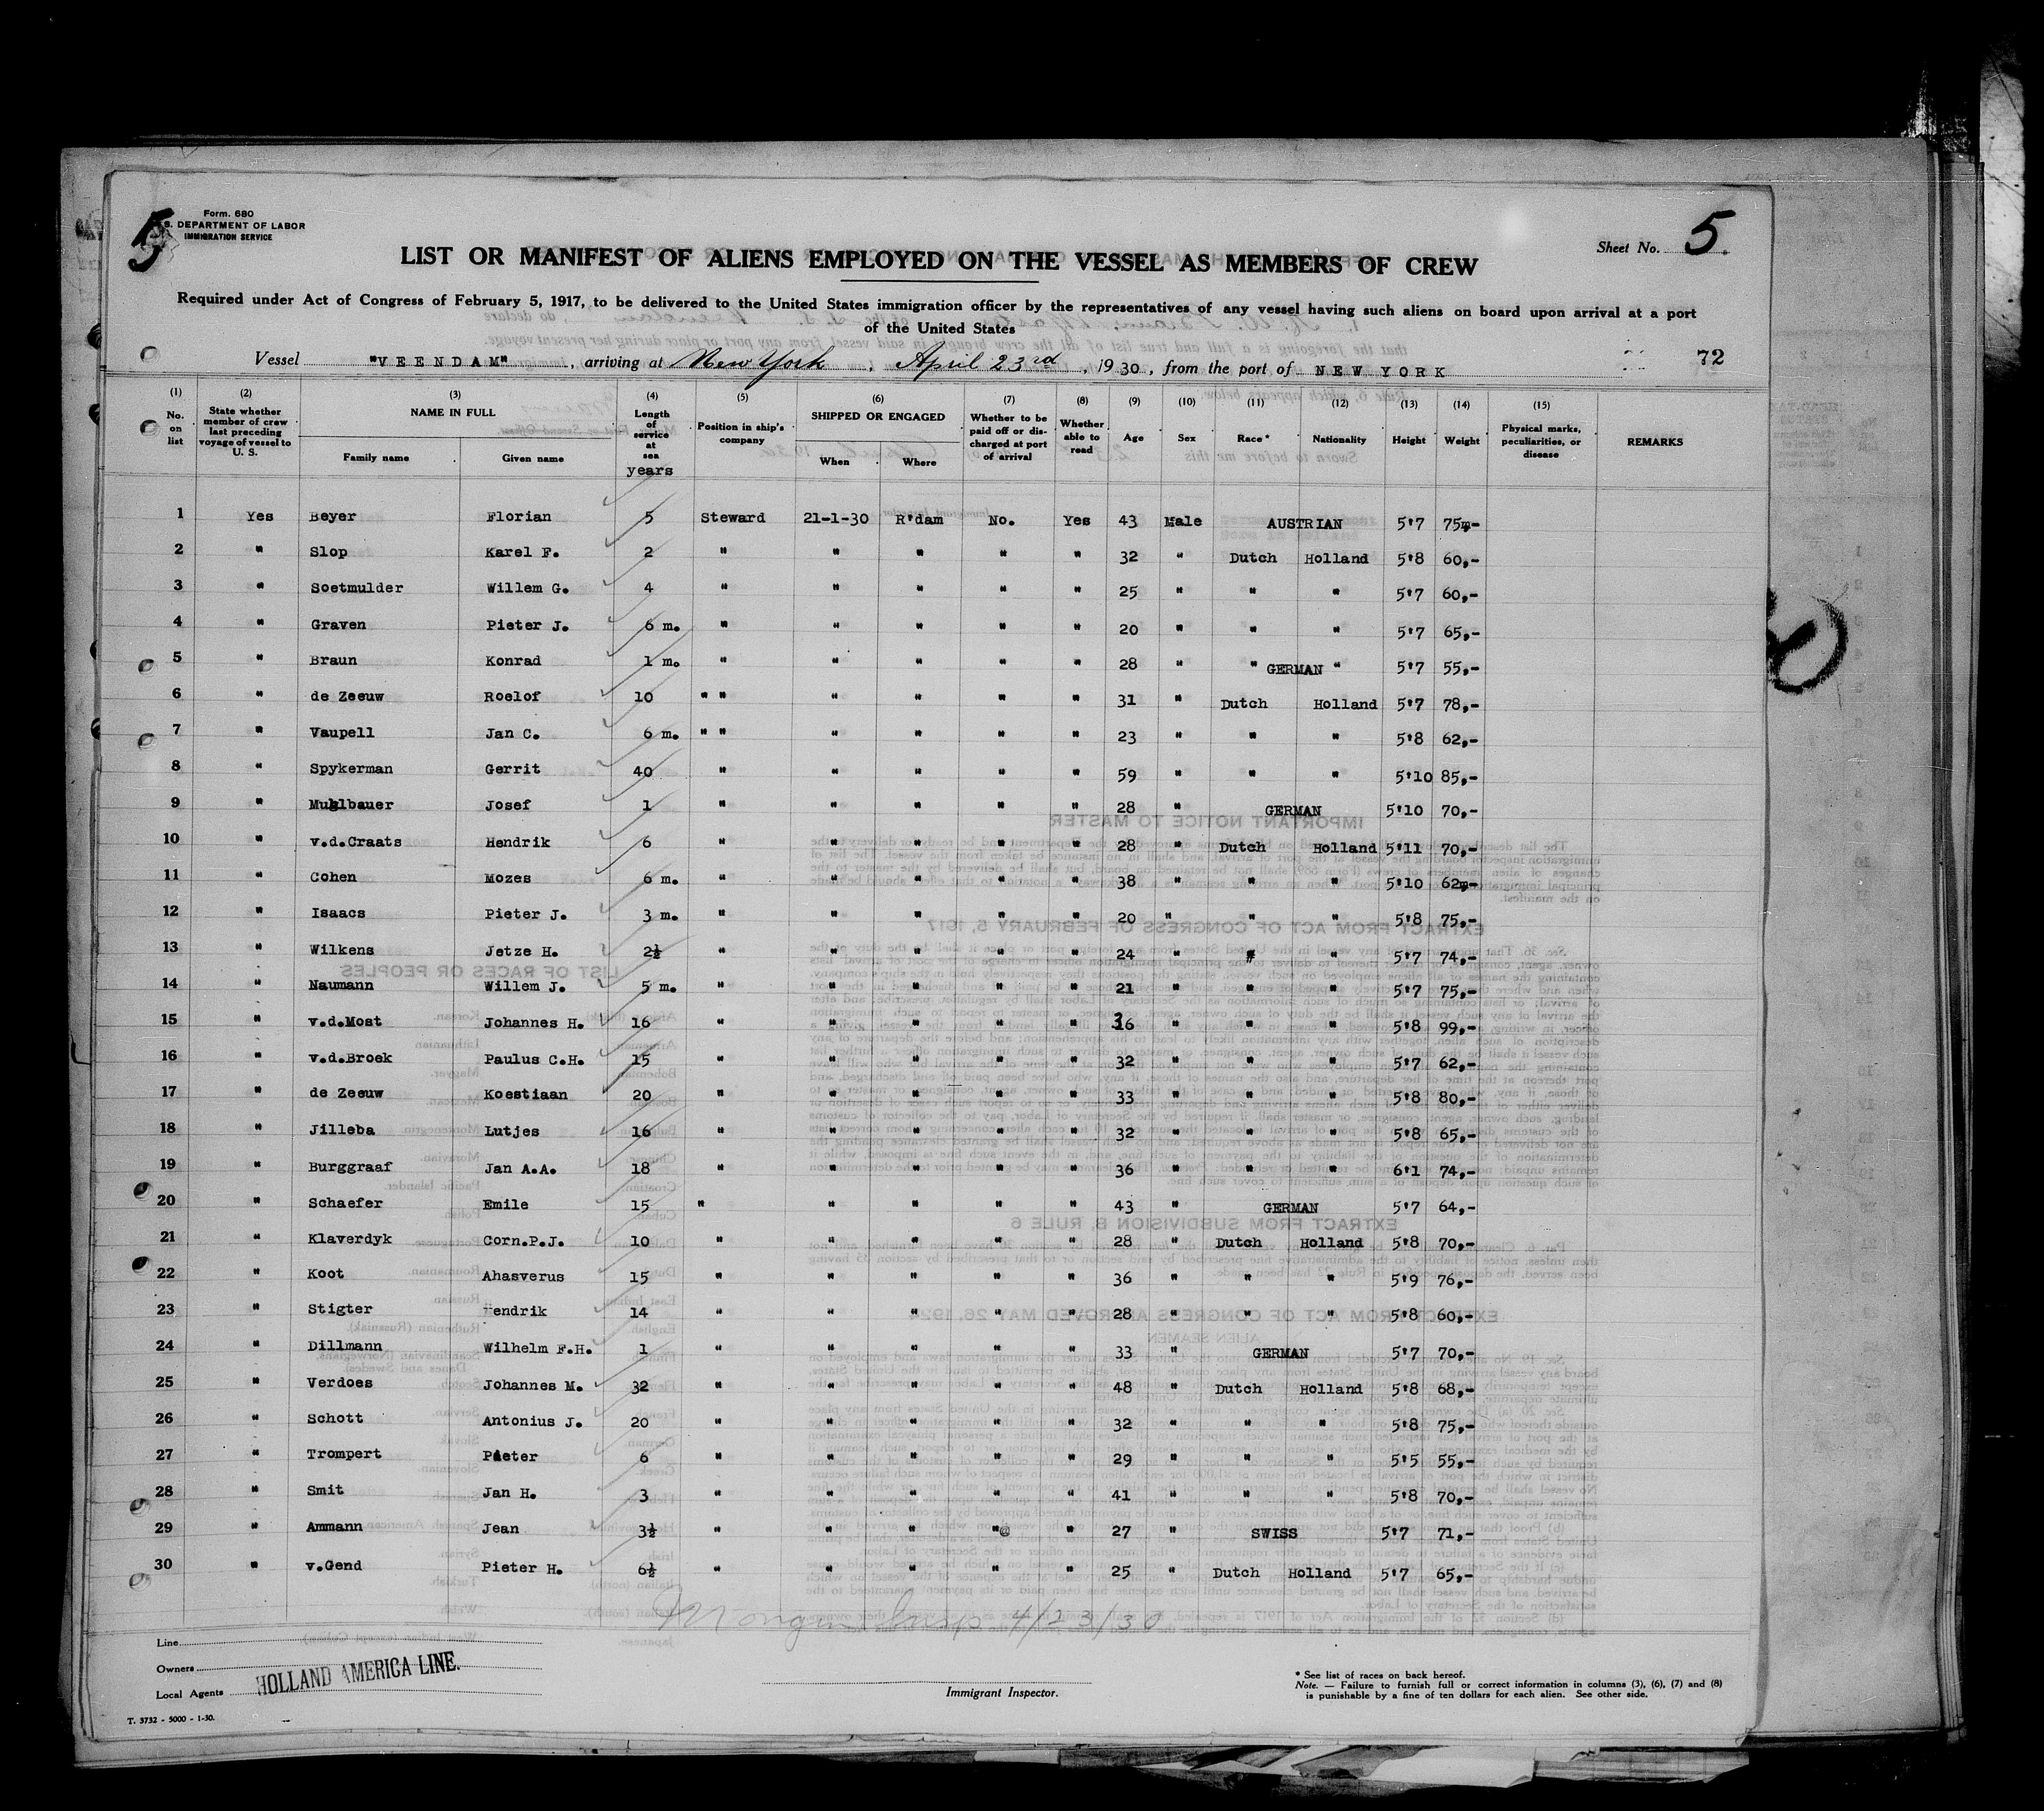 Form. 680
S. DEPARTMENT OF LABOR
IMMIGRATION SERVICE
5
Sheet No. 5.
LIST OR MANIFEST OF ALIENS EMPLOYED ON THE VESSEL AS MEMBERS OF CREW
Required under Act of Congress of February 5, 1917, to be delivered to the United States immigration officer by the representatives of any vessel having such aliens on board upon arrival at a port
of the United States
Vessel "VEENDAM", arriving at New York, April 23rd, 1930, from the port of NEW YORK 72
(1) No. on list (2) State whether member of crew last preceding voyage of vessel to U. S. (3) NAME IN FULL Family name Given name (4) Length of service at sea years (5) Position in ship's company (6) SHIPPED OR ENGAGED When Where (7) Whether to be paid off or discharged at port of arrival (8) Whether able to read (9) Age (10) Sex (11) Race* (12) Nationality (13) Height (14) Weight (15) Physical marks, peculiarities, or disease REMARKS
1 Yes Beyer Florian 5 Steward 21-1-30 R'dam No. Yes 43 Male AUSTRIAN 5'7 75,-
2 " Slop Karel F. 2 " " " " " 32 " Dutch Holland 5'8 60,-
3 " Soetmulder Willem G. 4 " " " " " 25 " " " 5'7 60,-
4 " Graven Pieter J. 6 m. " " " " " 20 " " " 5'7 65,-
5 " Braun Konrad 1 m. " " " " " 28 " " GERMAN " 5'7 55,-
6 " de Zeeuw Roelof 10 " " " " " " 31 " Dutch Holland 5'7 78,-
7 " Vaupell Jan C. 6 m. " " " " " " 23 " " " 5'8 62,-
8 " Spykerman Gerrit 40 " " " " " 59 " " " 5'10 85,-
9 " Muhlbauer Josef 1 " " " " " 28 " GERMAN 5'10 70,-
10 " v.d.Craats Hendrik 6 " " " " " 28 " Dutch Holland 5'11 70,-
11 " Cohen Mozes 6 m. " " " " " 38 " " " 5'10 62,-
12 " Isaacs Pieter J. 3 m. " " " " " 20 " " " 5'8 75,-
13 " Wilkens Jetze H. 2½ " " " " " 24 " " " 5'7 74,-
14 " Naumann Willem J. 5 m. " " " " " 21 " " " 5'7 75,-
15 " v.d.Most Johannes H. 16 " " " " " 36 " " " 5'8 99,-
16 " v.d.Broek Paulus C.H. 15 " " " " " 32 " " " 5'7 62,-
17 " de Zeeuw Koestiaan 20 " " " " " 33 " " " 5'8 80,-
18 " Jilleba Lutjes 16 " " " " " 32 " " " 5'8 65,-
19 " Burggraaf Jan A.A. 18 " " " " " 36 " " " 6'1 74,-
20 " Schaefer Emile 15 " " " " " 43 " GERMAN 5'7 64,-
21 " Klaverdyk Corn.P.J. 10 " " " " " 28 " Dutch Holland 5'8 70,-
22 " Koot Ahasverus 15 " " " " " 36 " " " 5'9 76,-
23 " Stigter Hendrik 14 " " " " " 28 " " " 5'8 60,-
24 " Dillmann Wilhelm F.H. 1 " " " " " 33 " GERMAN 5'7 70,-
25 " Verdoes Johannes M. 32 " " " " " 48 " Dutch Holland 5'8 68,-
26 " Schott Antonius J. 20 " " " " " 32 " " " 5'8 75,-
27 " Trompert Pieter 6 " " " " " 29 " " " 5'5 55,-
28 " Smit Jan H. 3 " " " " " 41 " " " 5'8 70,-
29 " Ammann Jean 3½ " " " " " 27 " SWISS 5'7 71,-
30 " v.Gend Pieter H. 6½ " " " " " 25 " Dutch Holland 5'7 65,-
Insp 4/23/30
Line
Owners
HOLLAND AMERICA LINE.
Local Agents
Immigrant Inspector.
* See list of races on back hereof.
Note. — Failure to furnish full or correct information in columns (3), (6), (7) and (8)
is punishable by a fine of ten dollars for each alien. See other side.
T. 3732 - 5000 - 1-30.